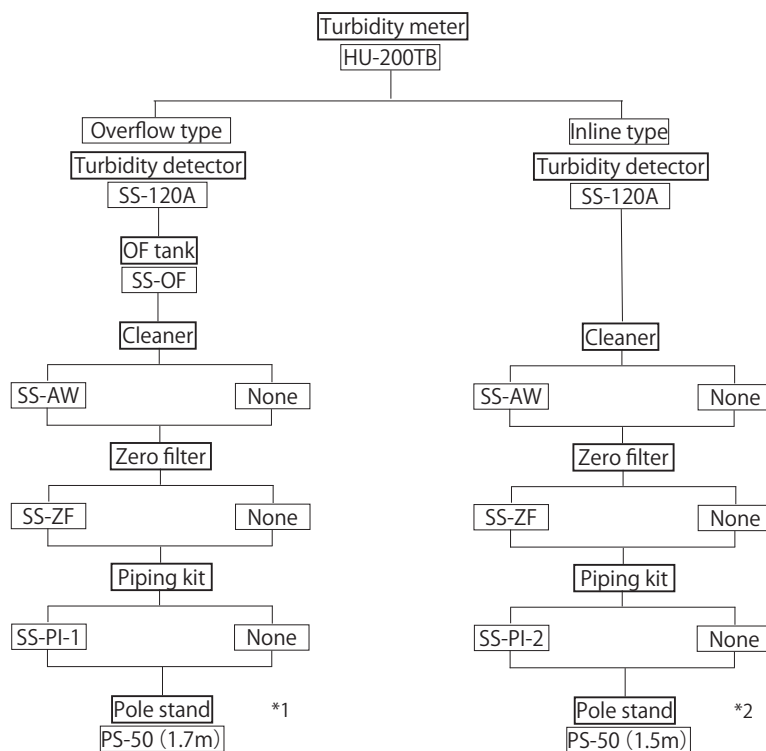 Turbidity meter
HU-200TB
Overflow type
Inline type
Turbidity detector
Turbidity detector
SS-120A
SS-120A
OF tank
SS-OF
Cleaner
Cleaner
SS-AW
None
SS-AW
None
Zero filter
Zero filter
SS-ZF
None
SS-ZF
None
Piping kit
Piping kit
SS-PI-1
None
SS-PI-2
None
Pole stand
*1
Pole stand
*2
PS-50 (1.7m)
PS-50 (1.5m)